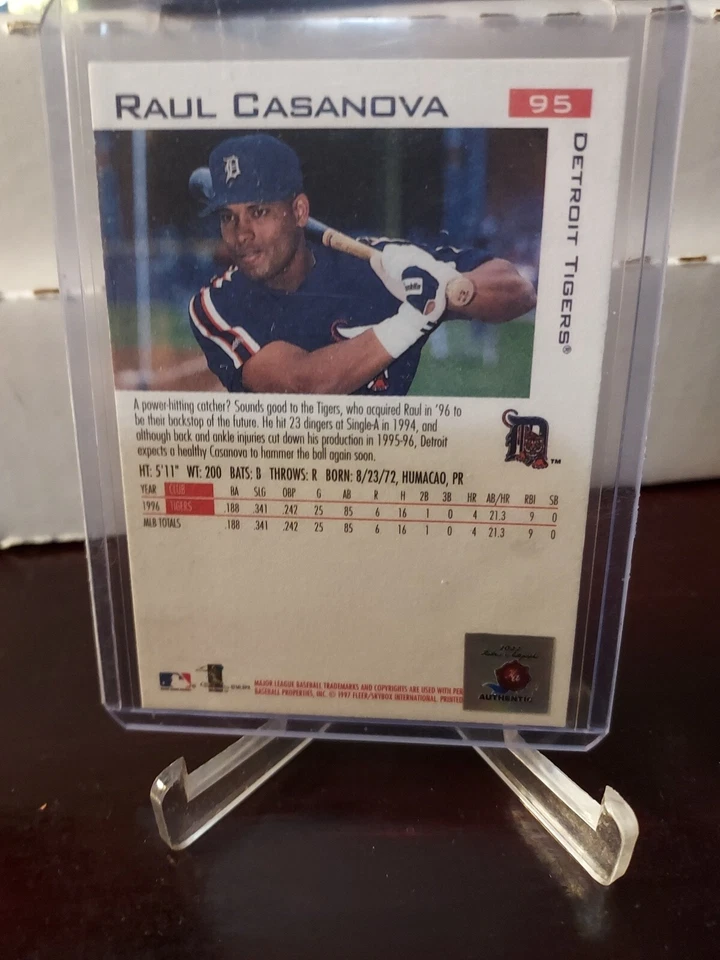 RAUL CASANOVA
95
DETROIT TIGERS®
D
A power-hitting catcher? Sounds good to the Tigers, who acquired Raul in '96 to
be their backstop of the future. He hit 23 dingers at Single-A in 1994, and
although back and ankle injuries cut down his production in 1995-96, Detroit
expects a healthy Casanova to hammer the ball again soon.
D
TM
HT: 5'11" WT: 200 BATS: B THROWS: R BORN: 8/23/72, HUMACAO, PR
YEAR CLUB BA SLG OBP G AB R H 2B 3B HR AB/HR RBI SB
1996 TIGERS .188 .341 .242 25 85 6 16 1 0 4 21.3 9 0
MLB TOTALS .188 .341 .242 25 85 6 16 1 0 4 21.3 9 0
MAJOR LEAGUE BASEBALL TRADEMARKS AND COPYRIGHTS ARE USED WITH PER
BASEBALL PROPERTIES, INC. © 1997 FLEER/SKYBOX INTERNATIONAL. PRINTED
AUTHENTIC